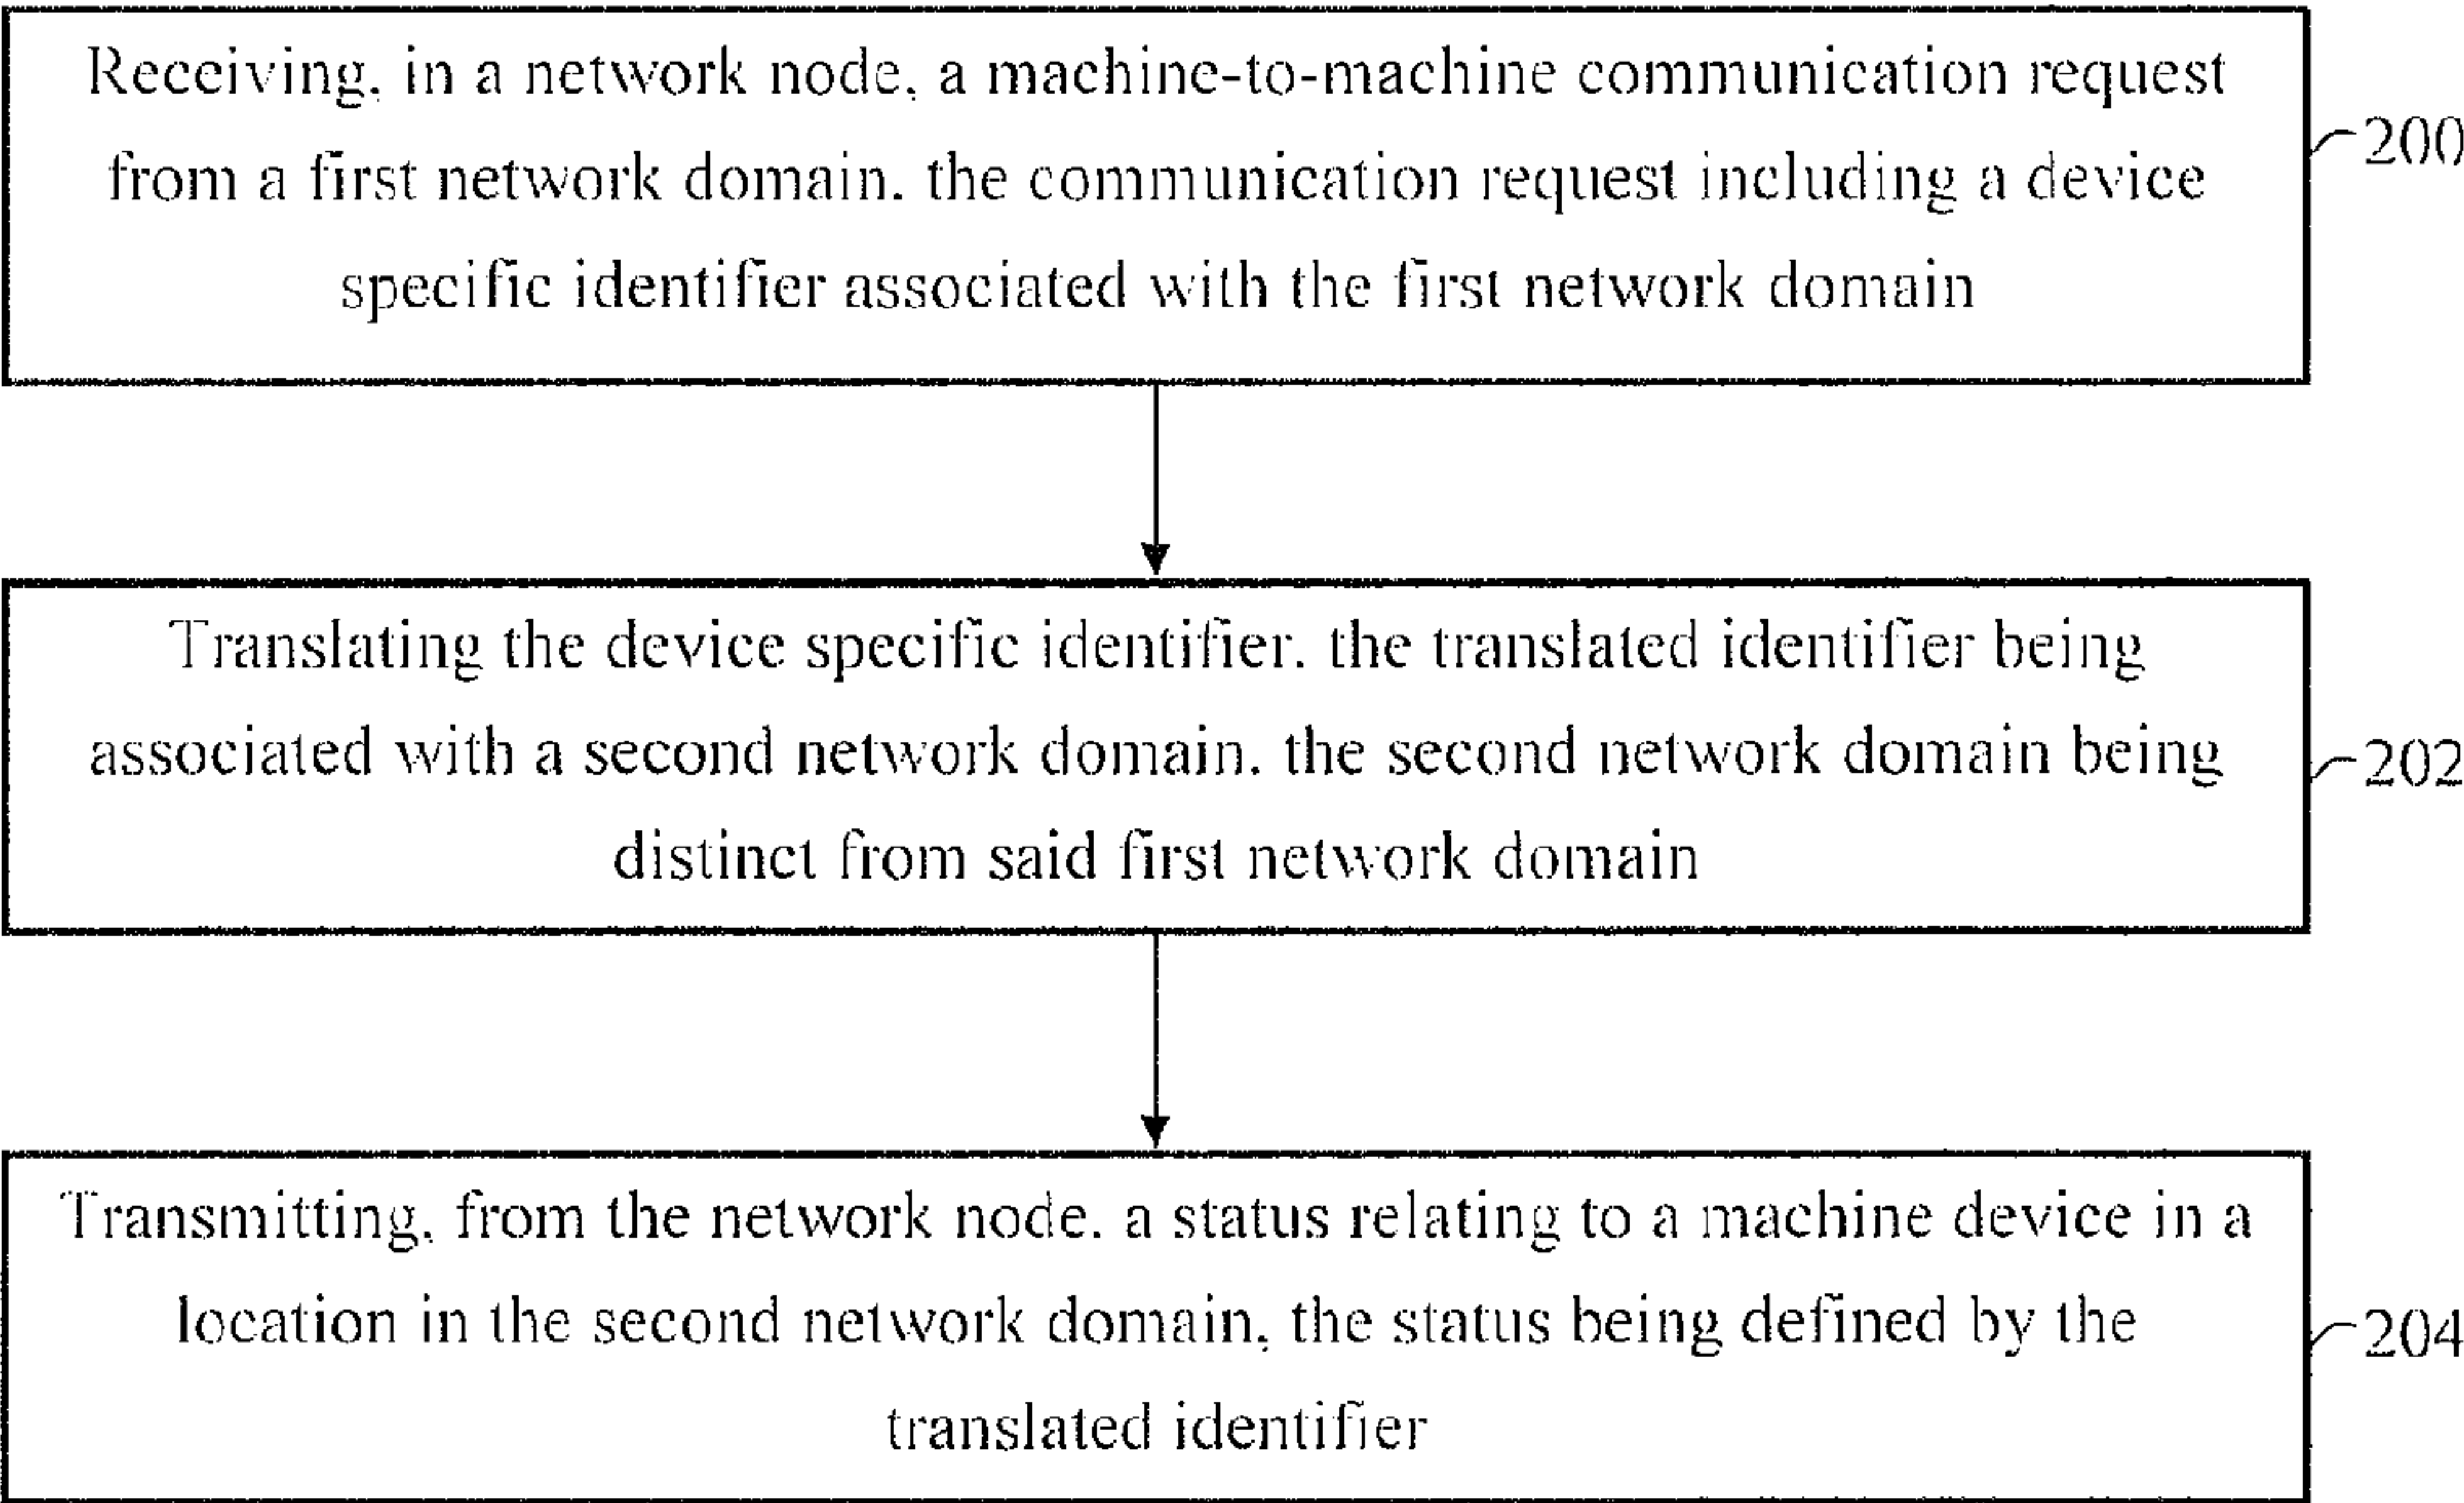 Receiving, in a network node, a machine-to-machine communication request
from a first network domain, the communication request including a device
specific identifier associated with the first network domain
200
Translating the device specific identifier, the translated identifier being
associated with a second network domain, the second network domain being
distinct from said first network domain
202
Transmitting, from the network node, a status relating to a machine device in a
location in the second network domain, the status being defined by the
translated identifier
204